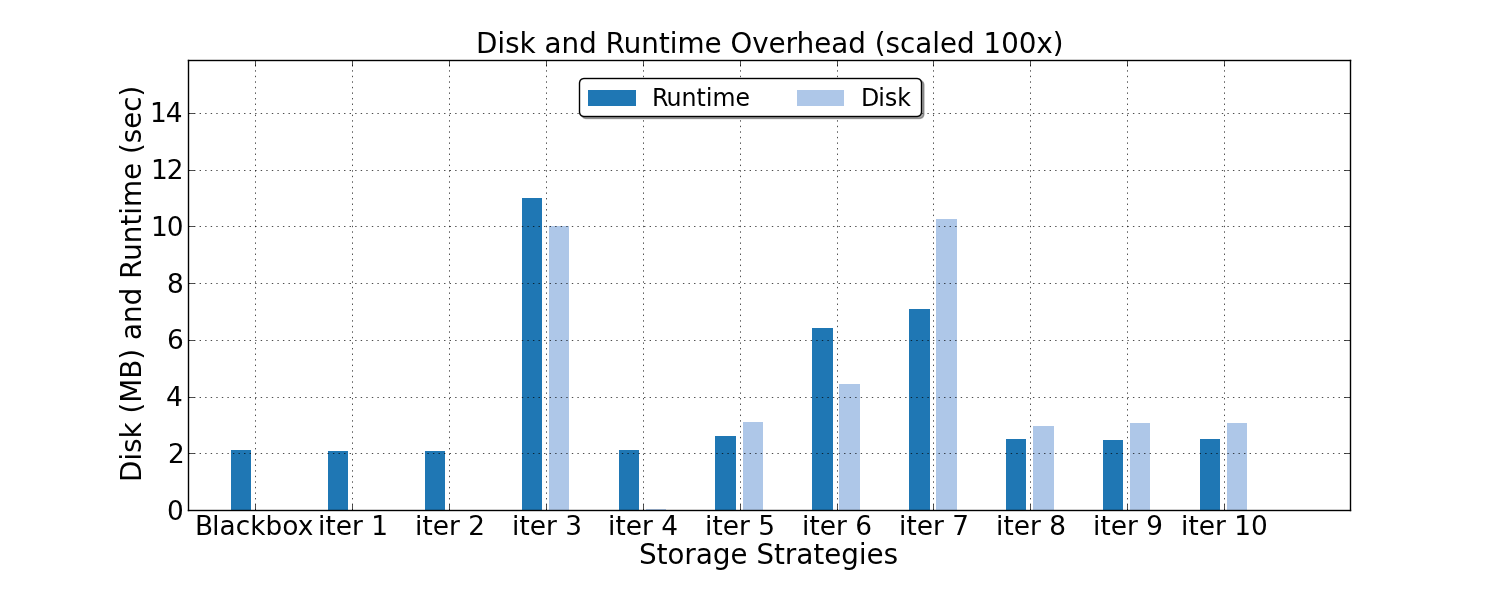 Disk and Runtime Overhead (scaled 100x)
Runtime Disk
Disk (MB) and Runtime (sec)
14
12
10
8
6
4
2
0
Blackbox iter 1 iter 2 iter 3 iter 4 iter 5 iter 6 iter 7 iter 8 iter 9 iter 10
Storage Strategies